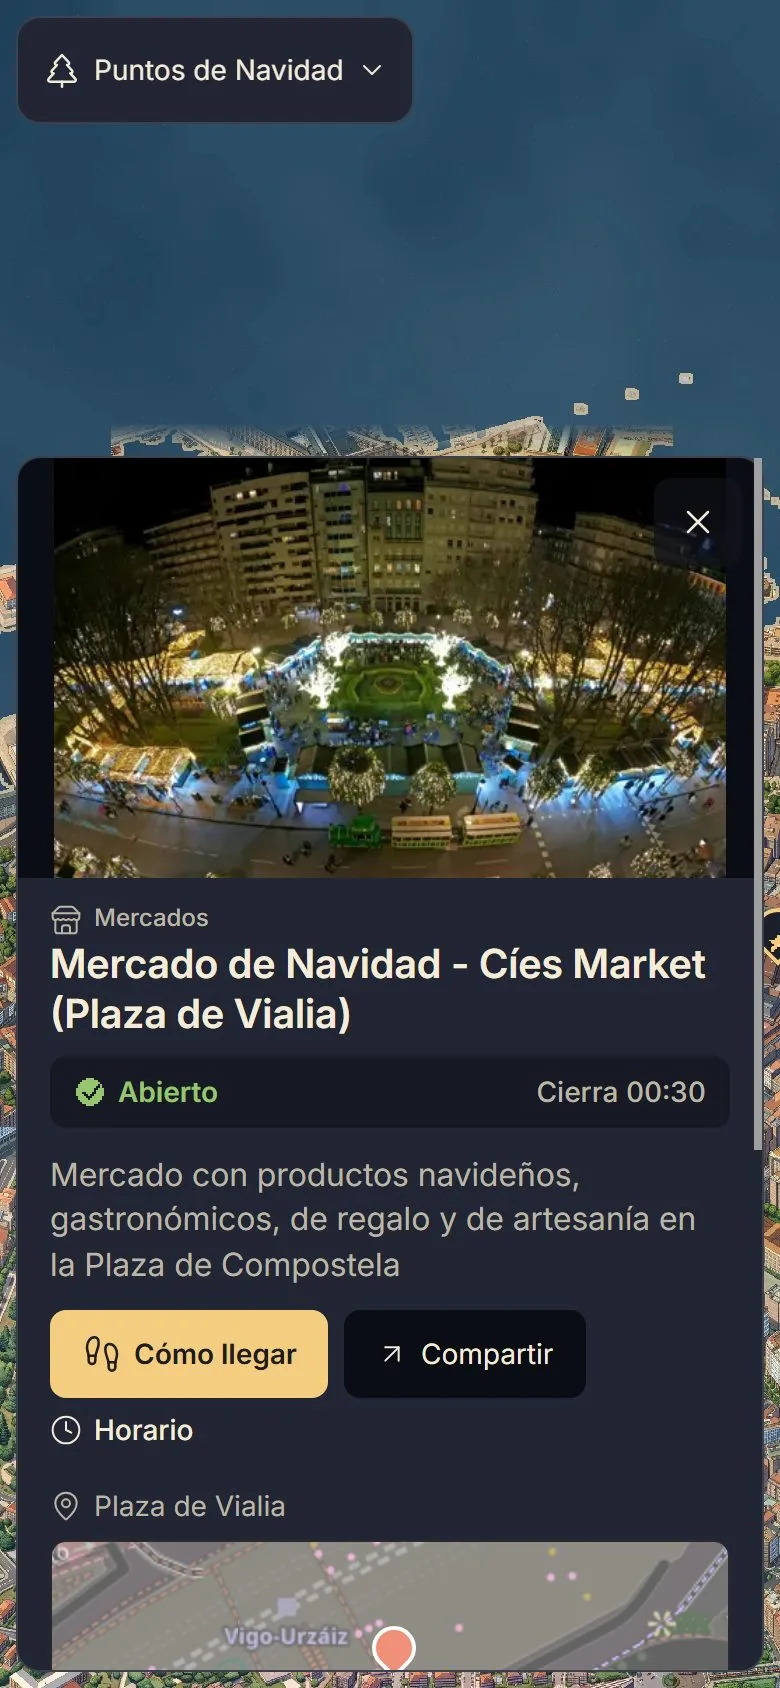 Puntos de Navidad
Mercados
Mercado de Navidad - Cíes Market
(Plaza de Vialia)
Abierto
Cierra 00:30
Mercado con productos navideños,
gastronómicos, de regalo y de artesanía en
la Plaza de Compostela
Cómo llegar
Compartir
Horario
Plaza de Vialia
Vigo-Urzáiz